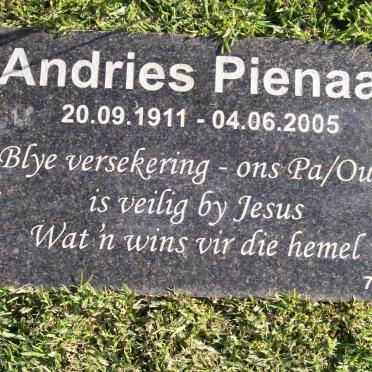 Andries Pienaa
20.09.1911 - 04.06.2005
Blye versekering - ons Pa/Ou
is veilig by Jesus
Wat 'n wins vir die hemel
7